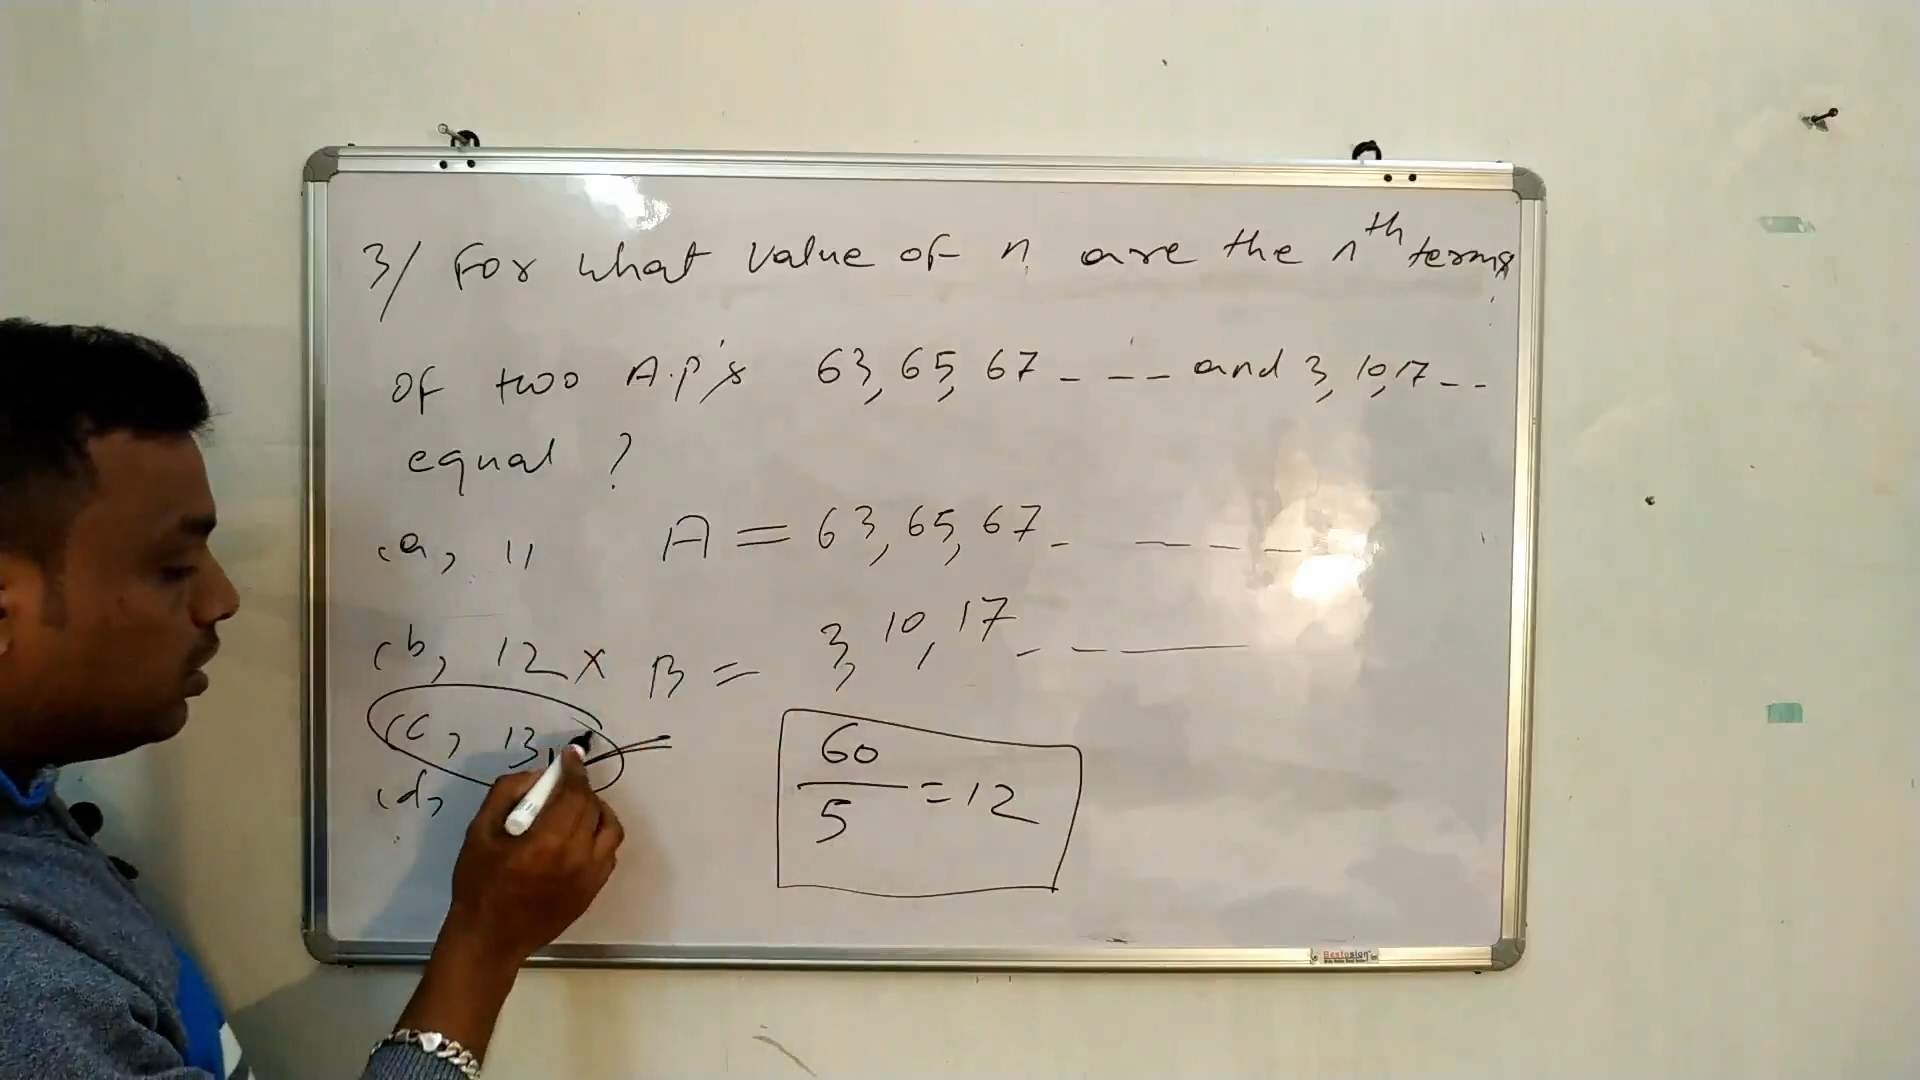 3/ For what value of n are the nth terms
of two A.P's 63, 65, 67 - - - and 3, 10, 17 - -
equal ?
(a, 11 A = 63, 65, 67 - - - - -
(b, 12 x B = 3, 10, 17 - - -
(c, 13
(d,
60
5 = 12
Bestosign